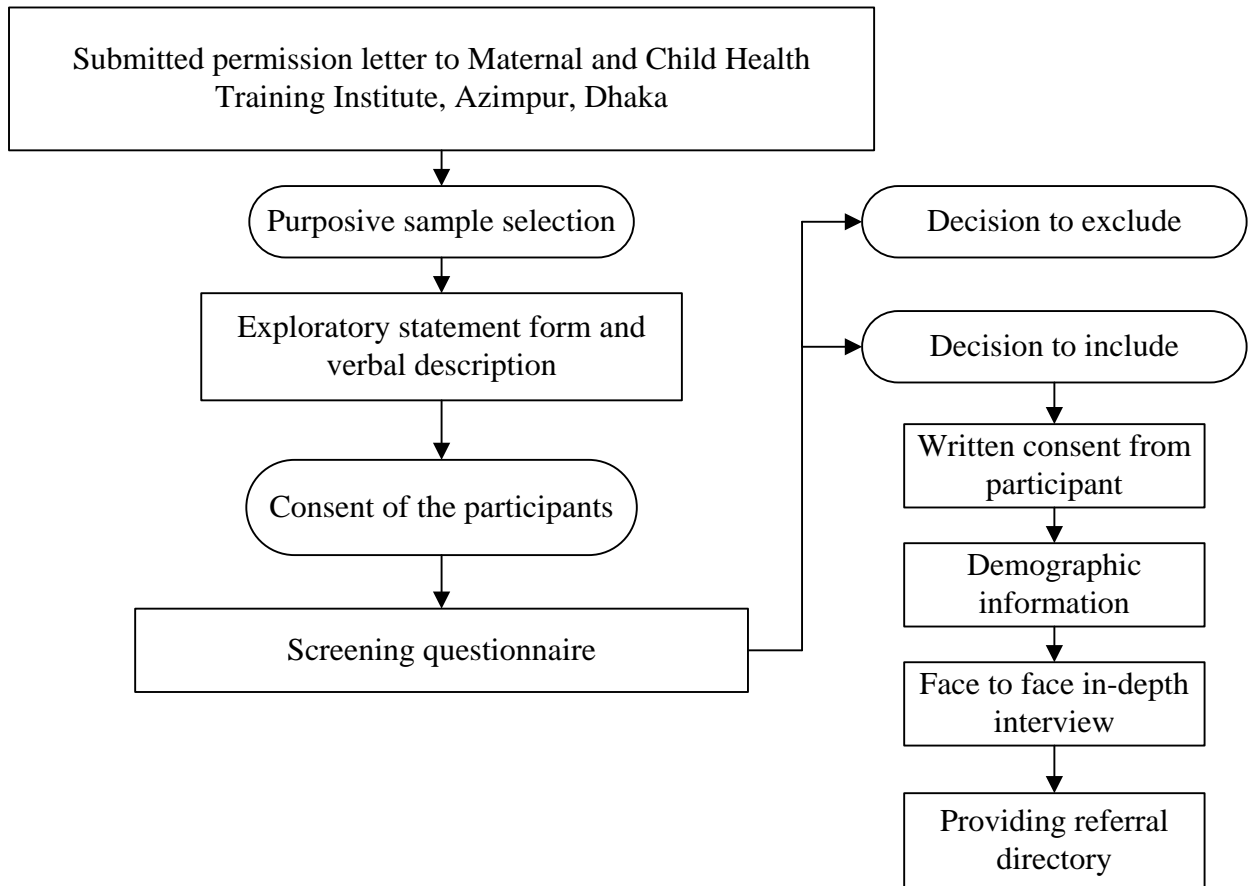 Submitted permission letter to Maternal and Child Health
Training Institute, Azimpur, Dhaka
Purposive sample selection
Exploratory statement form and
verbal description
Consent of the participants
Screening questionnaire
Decision to exclude
Decision to include
Written consent from
participant
Demographic
information
Face to face in-depth
interview
Providing referral
directory